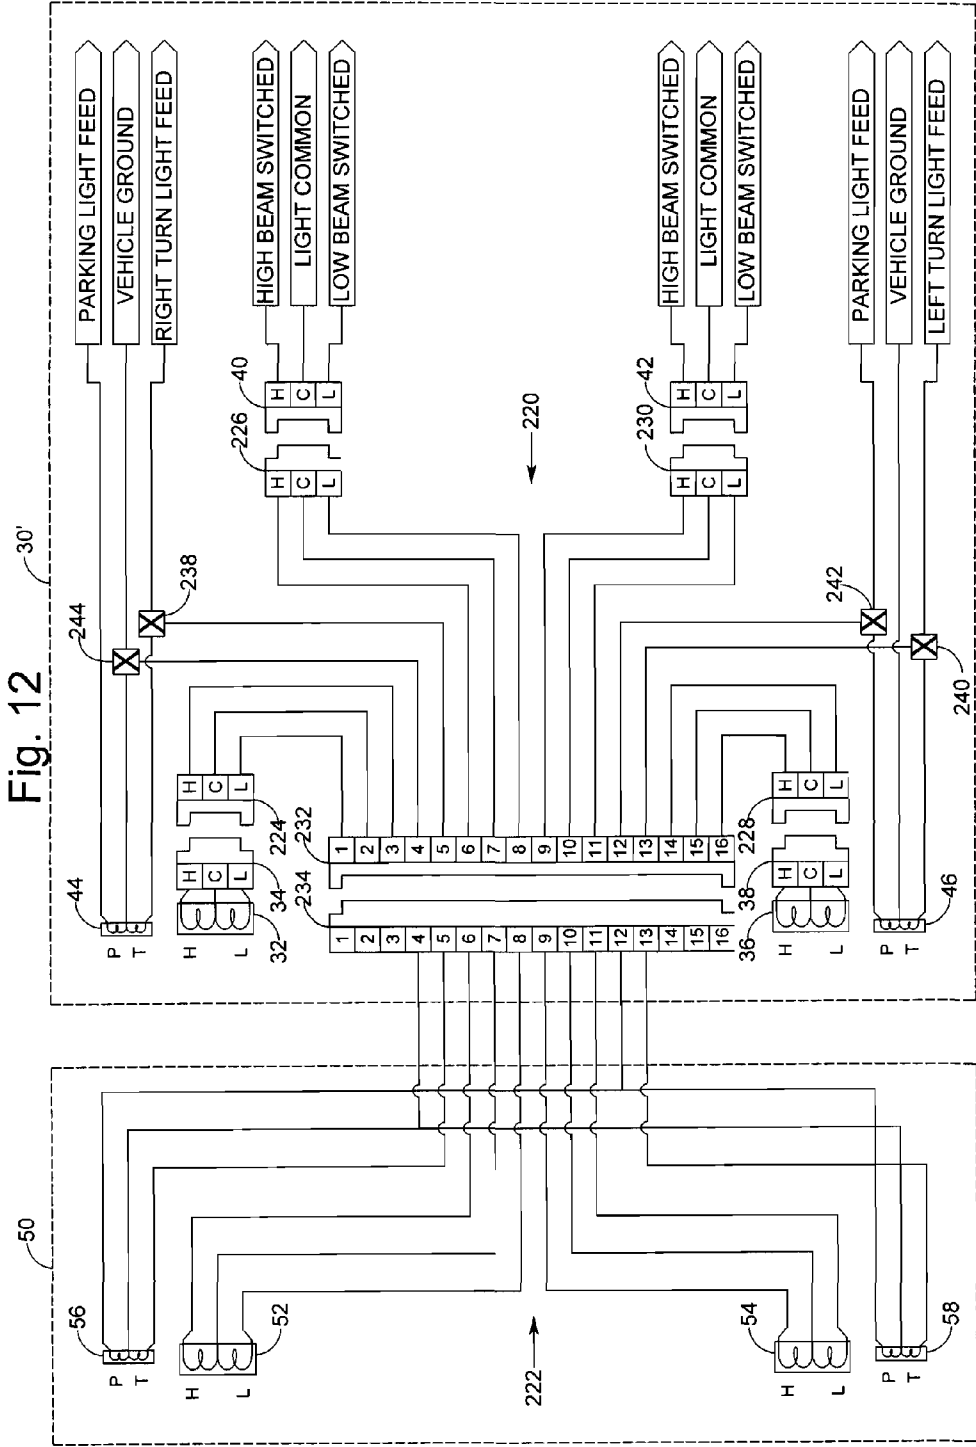 Fig. 12
30'
PARKING LIGHT FEED
VEHICLE GROUND
RIGHT TURN LIGHT FEED
HIGH BEAM SWITCHED
LIGHT COMMON
LOW BEAM SWITCHED
HIGH BEAM SWITCHED
LIGHT COMMON
LOW BEAM SWITCHED
PARKING LIGHT FEED
VEHICLE GROUND
LEFT TURN LIGHT FEED
40
H
C
L
226
H
C
L
220
42
H
C
L
230
H
C
L
244
238
242
240
44
P
T
H
L
32
34
H
C
L
224
H
C
L
232
1
2
3
4
5
6
7
8
9
10
11
12
13
14
15
16
234
1
2
3
4
5
6
7
8
9
10
11
12
13
14
15
16
228
H
C
L
38
H
C
L
36
H
L
46
P
T
50
56
P
T
52
H
L
222
54
H
L
58
P
T